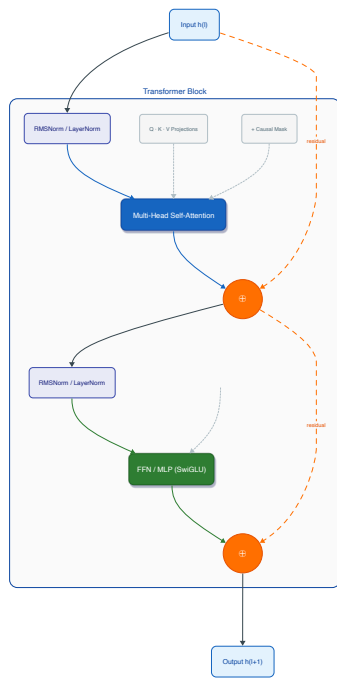 Input h(l)
Transformer Block
RMSNorm / LayerNorm
Q · K · V Projections
+ Causal Mask
residual
Multi-Head Self-Attention
⊕
RMSNorm / LayerNorm
residual
FFN / MLP (SwiGLU)
⊕
Output h(l+1)